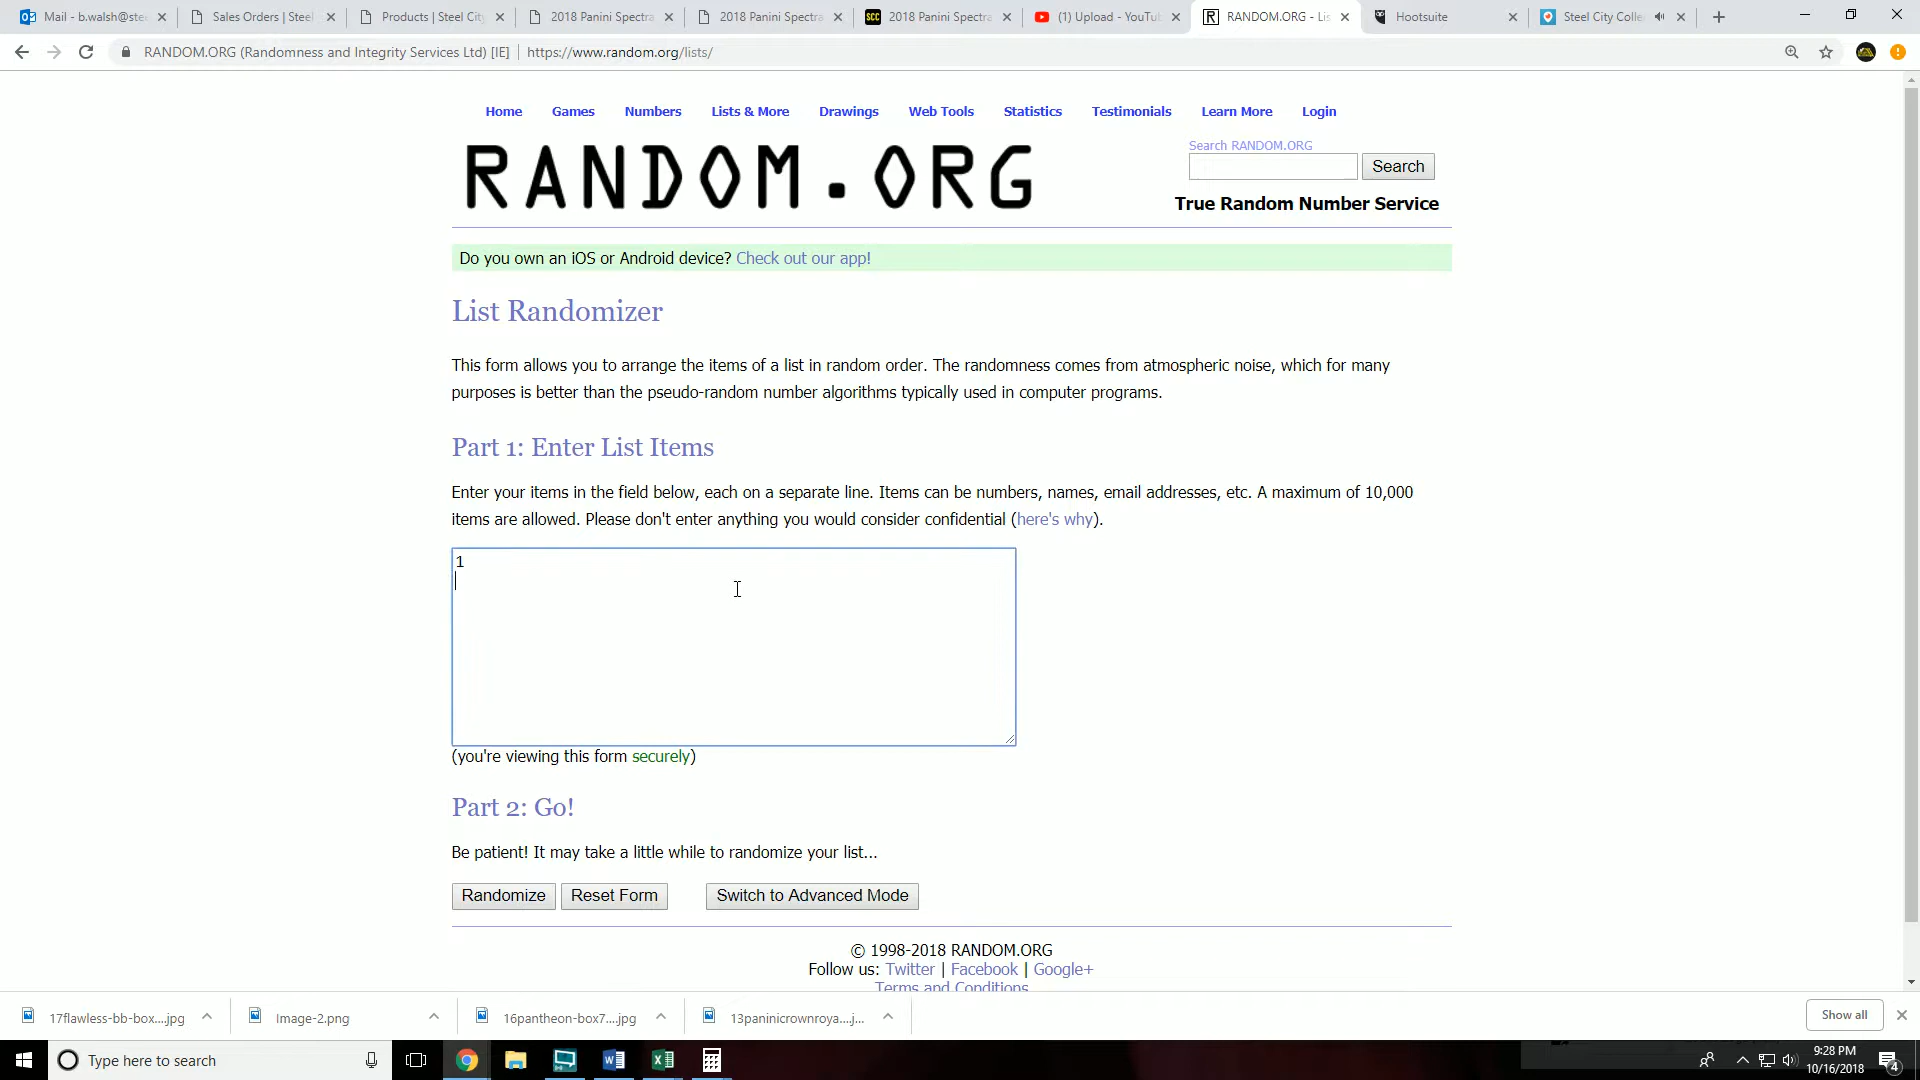 Mail - b.walsh@ste
Sales Orders | Steel
Products | Steel Cit
2018 Panini Spectra
2018 Panini Spectra
SCC
2018 Panini Spectra
(1) Upload - YouTub
R
RANDOM.ORG - Lis
Hootsuite
Steel City Colle
RANDOM.ORG (Randomness and Integrity Services Ltd) [IE]
https://www.random.org/lists/
Home
Games
Numbers
Lists & More
Drawings
Web Tools
Statistics
Testimonials
Learn More
Login
RANDOM.ORG
Search RANDOM.ORG
Search
True Random Number Service
Do you own an iOS or Android device? Check out our app!
List Randomizer
This form allows you to arrange the items of a list in random order. The randomness comes from atmospheric noise, which for many
purposes is better than the pseudo-random number algorithms typically used in computer programs.
Part 1: Enter List Items
Enter your items in the field below, each on a separate line. Items can be numbers, names, email addresses, etc. A maximum of 10,000
items are allowed. Please don't enter anything you would consider confidential (here's why).
1
(you're viewing this form securely)
Part 2: Go!
Be patient! It may take a little while to randomize your list...
Randomize
Reset Form
Switch to Advanced Mode
© 1998-2018 RANDOM.ORG
Follow us: Twitter | Facebook | Google+
Terms and Conditions
17flawless-bb-box....jpg
Image-2.png
16pantheon-box7....jpg
13paninicrownroya...j...
Show all
Type here to search
9:28 PM
10/16/2018
4